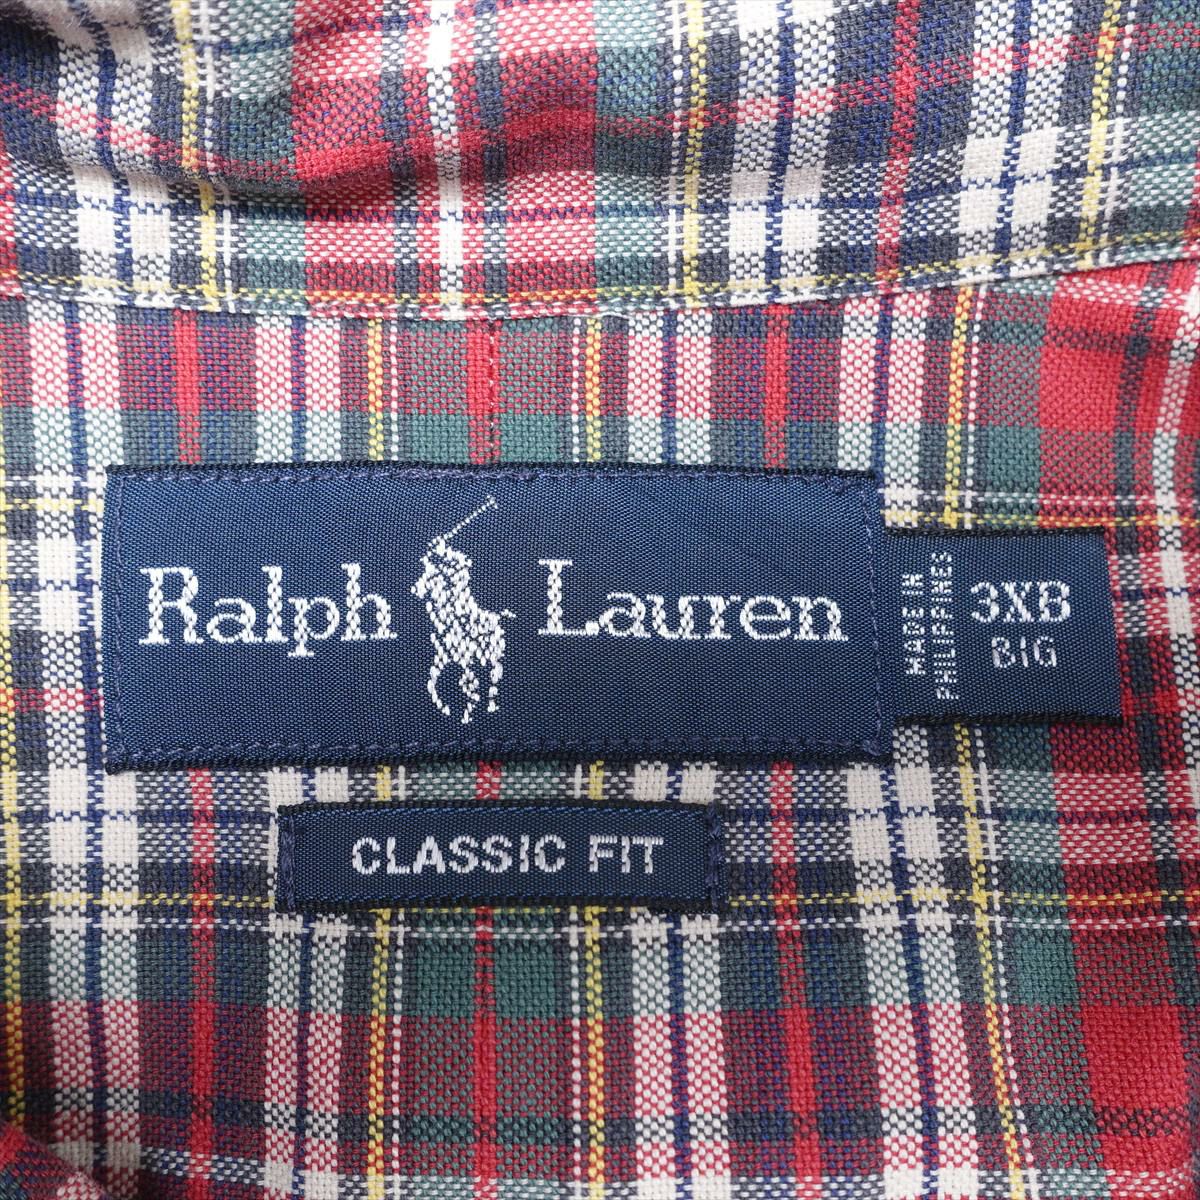 Ralph Lauren
MADE IN
PHILIPPINES
3XB
BIG
CLASSIC FIT